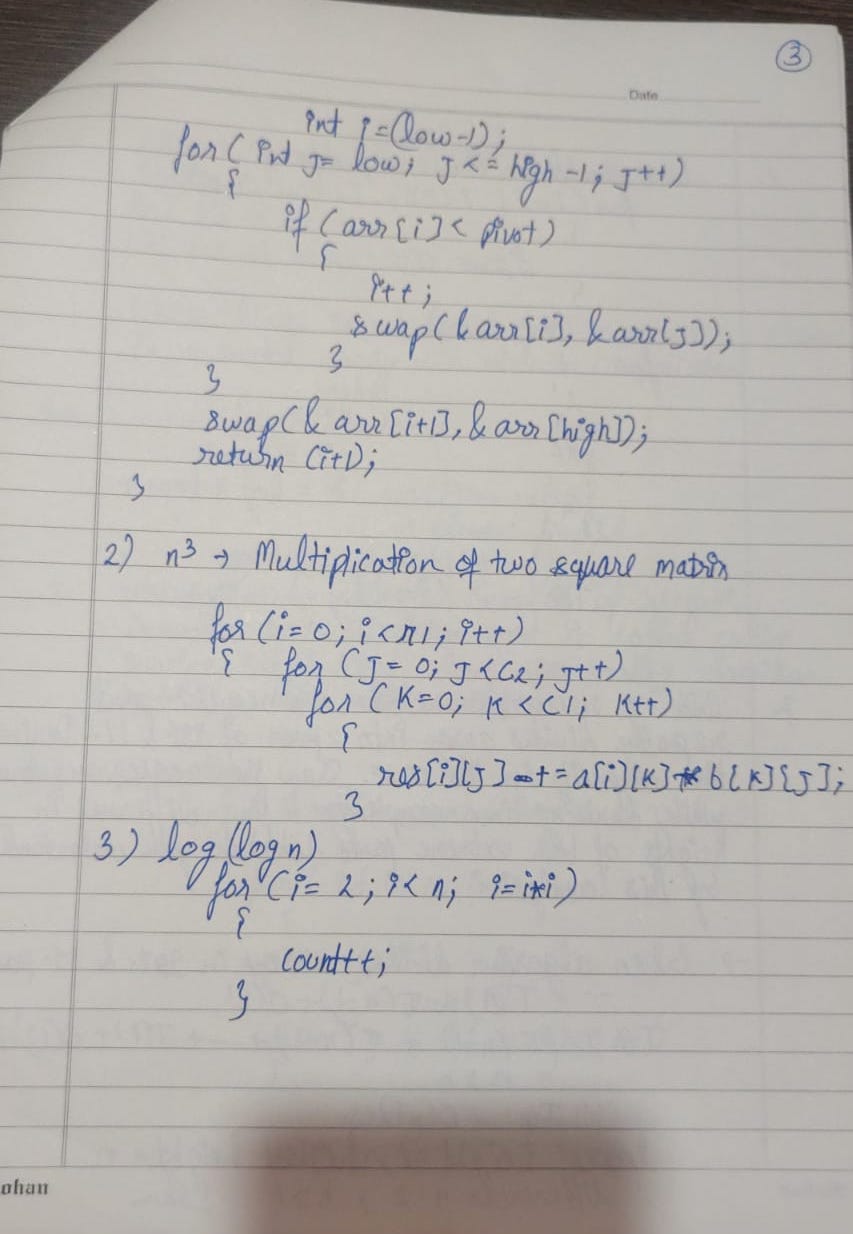 3
Date
int i=(low-1);
for( int j= low; j <= high -1; j++)
{
if (arr[i]< pivot)
{
i++;
swap(&arr[i], &arr[j]);
}
}
swap(& arr[i+1], & arr[high]);
return (i+1);
}
2) n³ → Multiplication of two square matrix
for (i= 0; i<r1; i++)
{ for (j= 0; j<c2; j++)
for (k=0; k<c1; k++)
{
res[i][j] += a[i][k] * b[k][j];
}
3) log(logn)
for (i= 2; i< n; i=i*i)
{
count++;
}
ohan